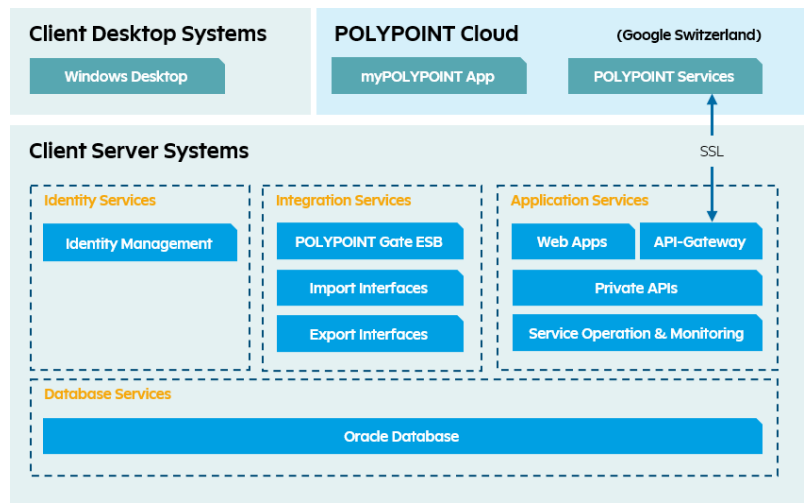 Client Desktop Systems
Windows Desktop
POLYPOINT Cloud
(Google Switzerland)
myPOLYPOINT App
POLYPOINT Services
SSL
Client Server Systems
Identity Services
Identity Management
Integration Services
POLYPOINT Gate ESB
Import Interfaces
Export Interfaces
Application Services
Web Apps
API-Gateway
Private APIs
Service Operation & Monitoring
Database Services
Oracle Database